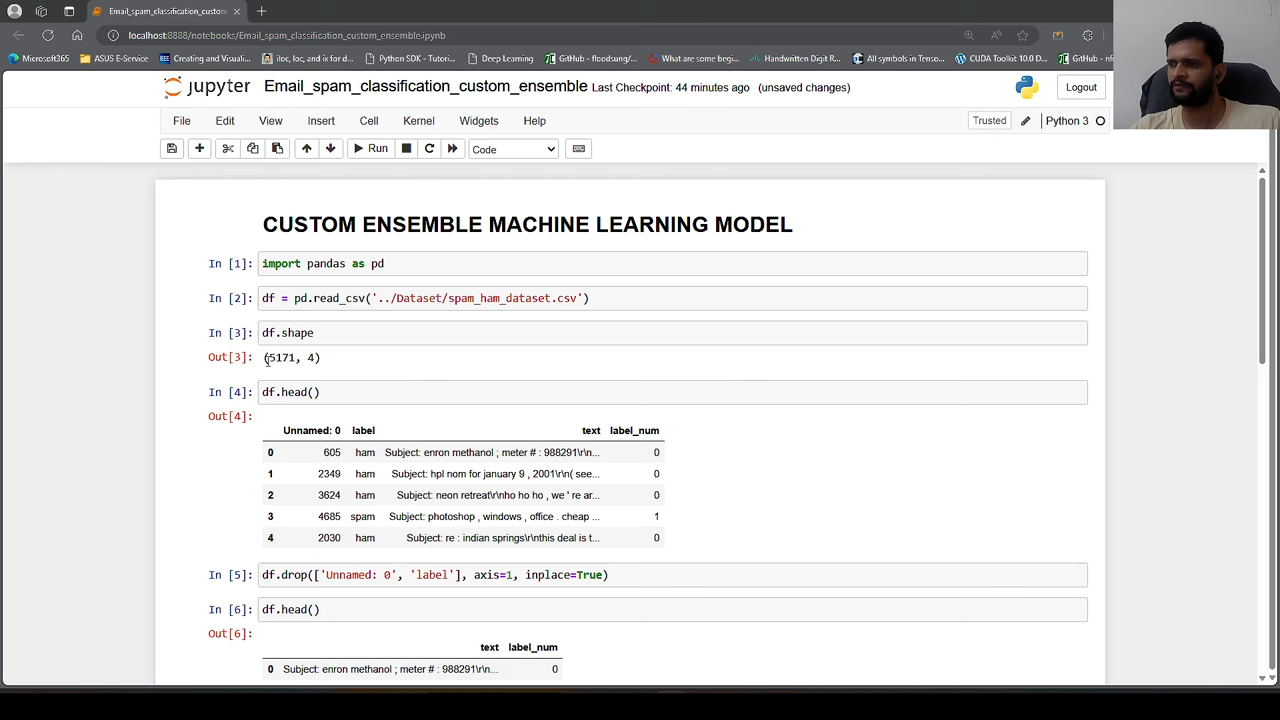 Email_spam_classification_custom
localhost:8888/notebooks/Email_spam_classification_custom_ensemble.ipynb
Microsoft365
ASUS E-Service
Creating and Visuali...
iloc, loc, and ix for d...
Python SDK - Tutori...
Deep Learning
GitHub - floodsung/...
What are some begi...
Handwritten Digit R...
All symbols in Tenso...
CUDA Toolkit 10.0 D...
jupyter Email_spam_classification_custom_ensemble Last Checkpoint: 44 minutes ago (unsaved changes) Logout
File Edit View Insert Cell Kernel Widgets Help Trusted Python 3
Run Code
CUSTOM ENSEMBLE MACHINE LEARNING MODEL
In [1]: import pandas as pd
In [2]: df = pd.read_csv('../Dataset/spam_ham_dataset.csv')
In [3]: df.shape
Out[3]: (5171, 4)
In [4]: df.head()
Out[4]:
Unnamed: 0 label text label_num
0 605 ham Subject: enron methanol ; meter # : 988291\r\n... 0
1 2349 ham Subject: hpl nom for january 9 , 2001\r\n( see... 0
2 3624 ham Subject: neon retreat\r\nho ho ho , we ' re ar... 0
3 4685 spam Subject: photoshop , windows , office . cheap ... 1
4 2030 ham Subject: re : indian springs\r\nthis deal is t... 0
In [5]: df.drop(['Unnamed: 0', 'label'], axis=1, inplace=True)
In [6]: df.head()
Out[6]:
text label_num
0 Subject: enron methanol ; meter # : 988291\r\n... 0